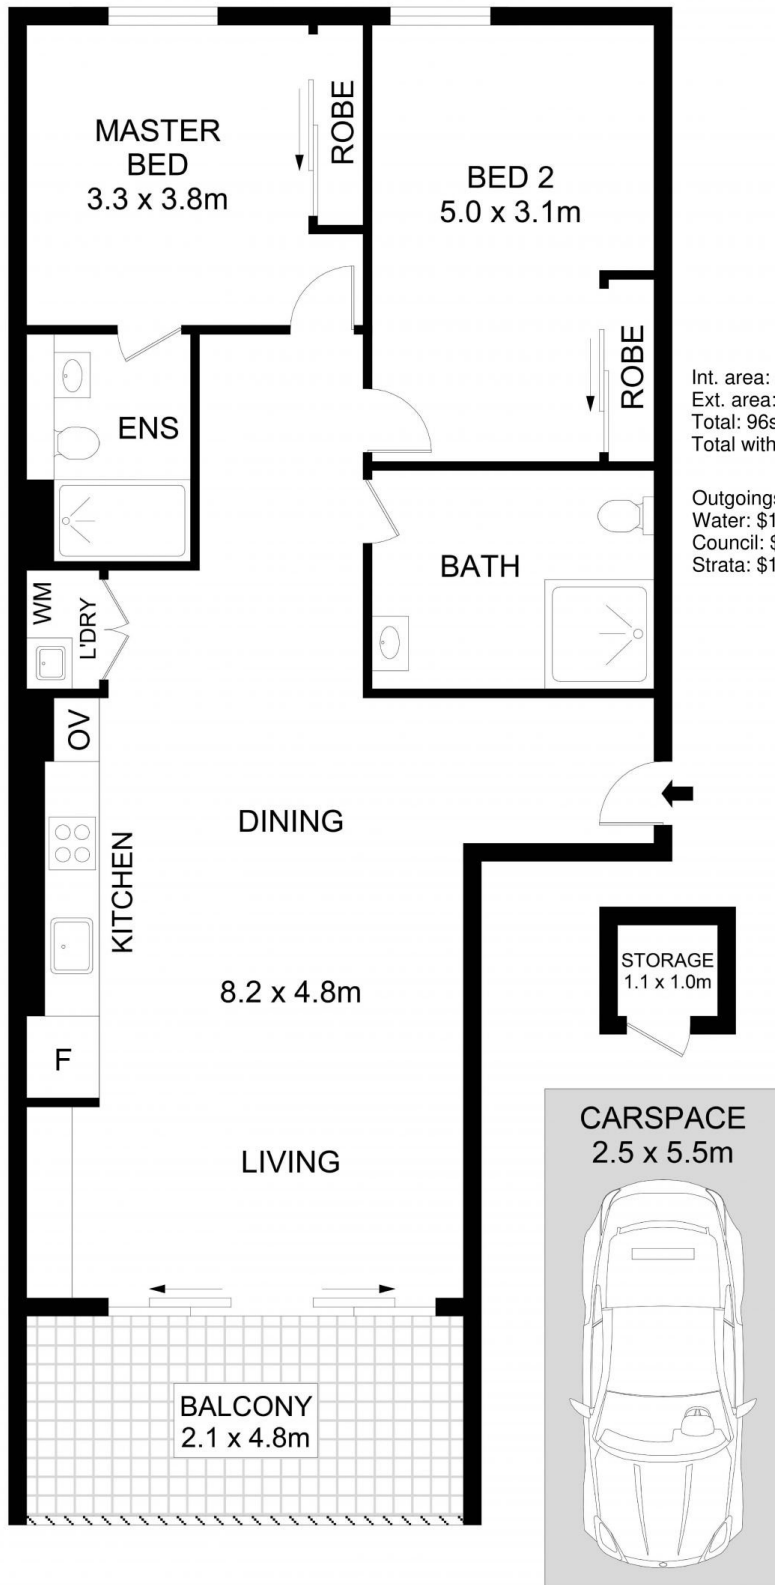 MASTER
BED
3.3 x 3.8m
ROBE
BED 2
5.0 x 3.1m
ROBE
ENS
BATH
WM
L'DRY
OV
KITCHEN
F
DINING
8.2 x 4.8m
LIVING
BALCONY
2.1 x 4.8m
Int. area:
Ext. area:
Total: 96s
Total with
Outgoings
Water: $1
Council: $
Strata: $1
STORAGE
1.1 x 1.0m
CARSPACE
2.5 x 5.5m